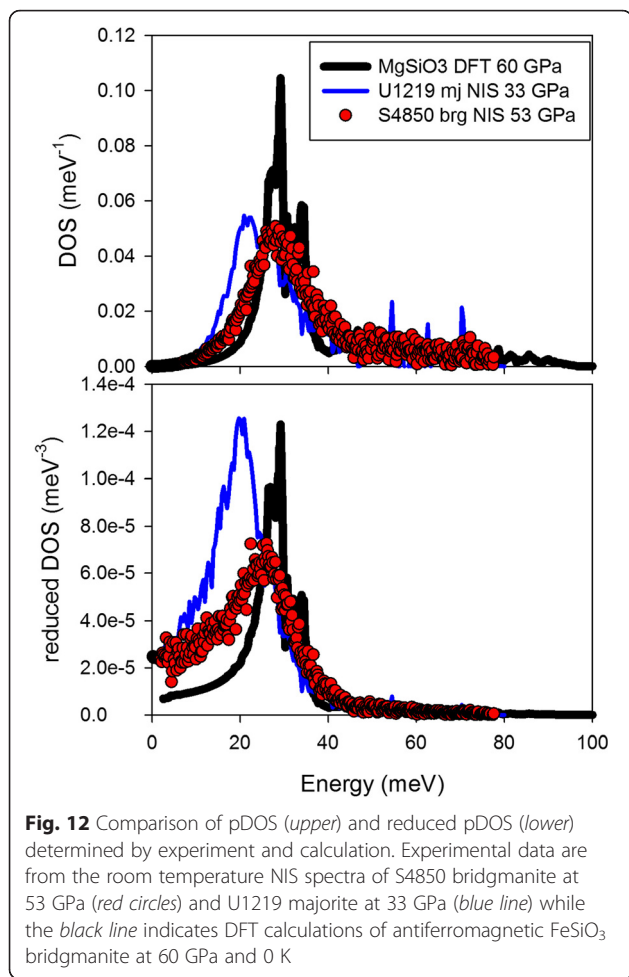 0.12
0.10
0.08
0.06
0.04
0.02
0.00
DOS (meV⁻¹)
MgSiO3 DFT 60 GPa
U1219 mj NIS 33 GPa
S4850 brg NIS 53 GPa
1.4e-4
1.2e-4
1.0e-4
8.0e-5
6.0e-5
4.0e-5
2.0e-5
0.0
reduced DOS (meV⁻³)
0 20 40 60 80 100
Energy (meV)
Fig. 12 Comparison of pDOS (upper) and reduced pDOS (lower)
determined by experiment and calculation. Experimental data are
from the room temperature NIS spectra of S4850 bridgmanite at
53 GPa (red circles) and U1219 majorite at 33 GPa (blue line) while
the black line indicates DFT calculations of antiferromagnetic FeSiO₃
bridgmanite at 60 GPa and 0 K